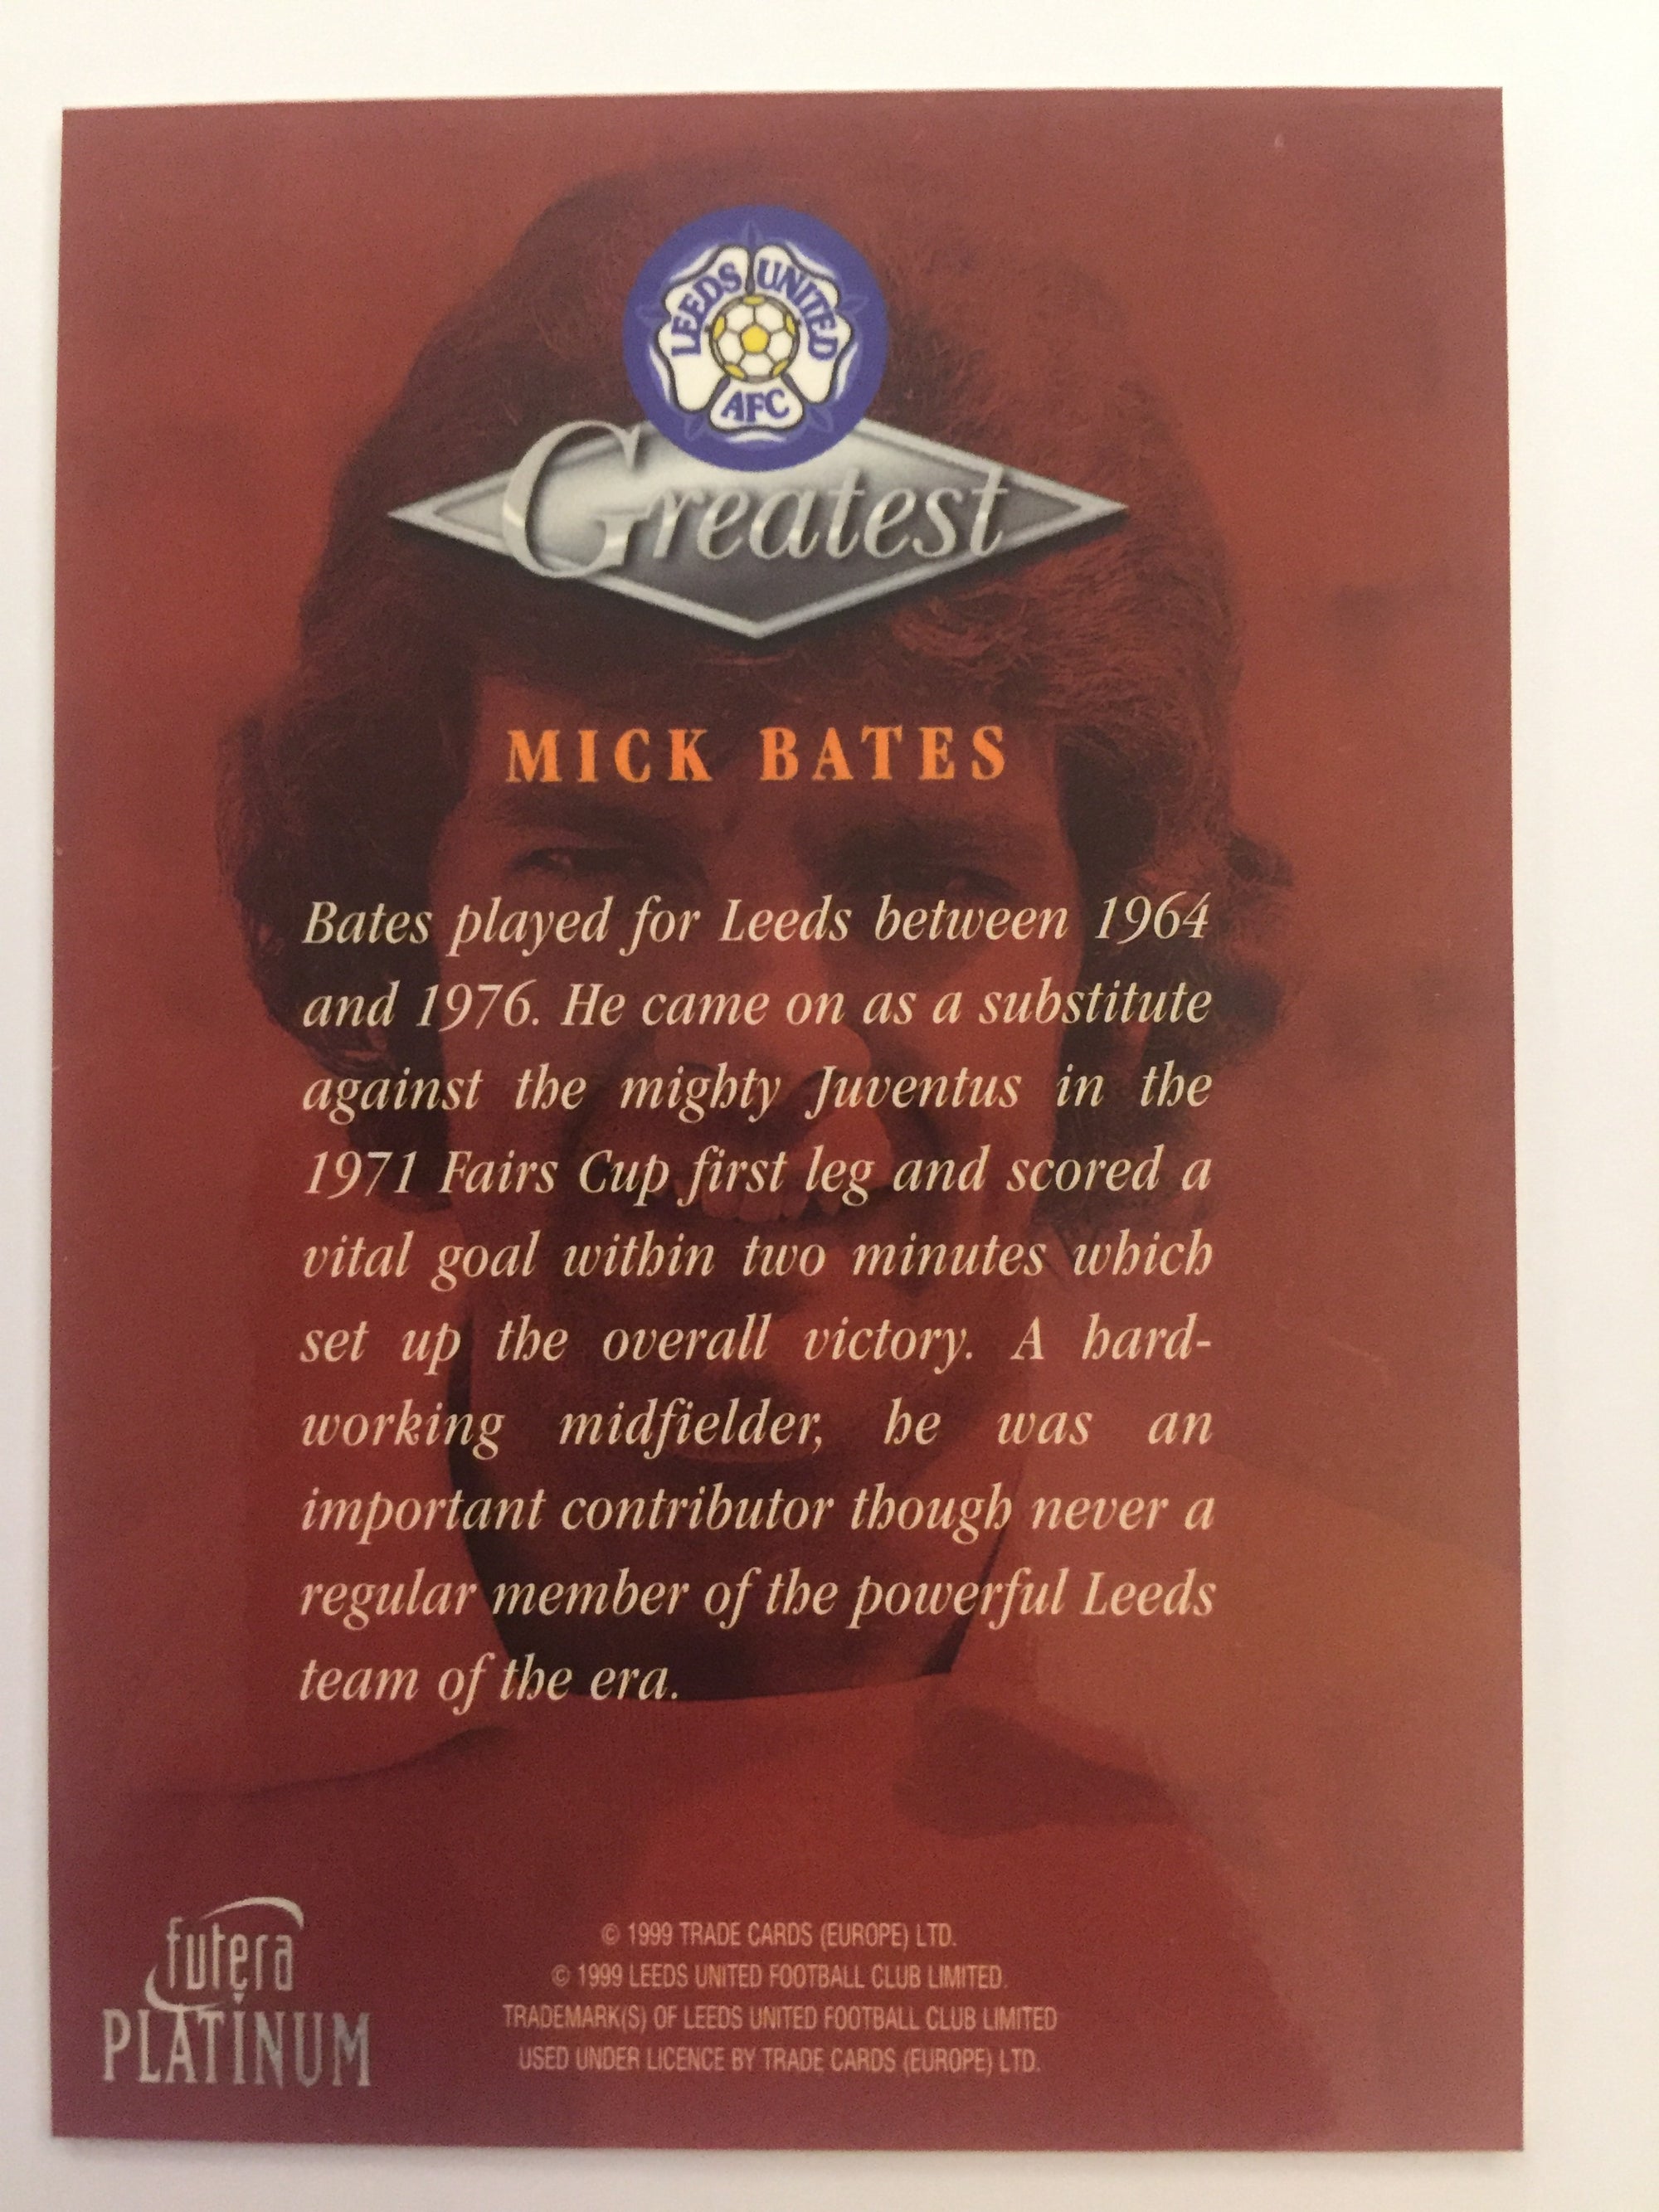 LEEDS UNITED
AFC
Greatest
MICK BATES
Bates played for Leeds between 1964
and 1976. He came on as a substitute
against the mighty Juventus in the
1971 Fairs Cup first leg and scored a
vital goal within two minutes which
set up the overall victory. A hard-
working midfielder, he was an
important contributor though never a
regular member of the powerful Leeds
team of the era.
futera
PLATINUM
© 1999 TRADE CARDS (EUROPE) LTD.
© 1999 LEEDS UNITED FOOTBALL CLUB LIMITED.
TRADEMARK(S) OF LEEDS UNITED FOOTBALL CLUB LIMITED
USED UNDER LICENCE BY TRADE CARDS (EUROPE) LTD.